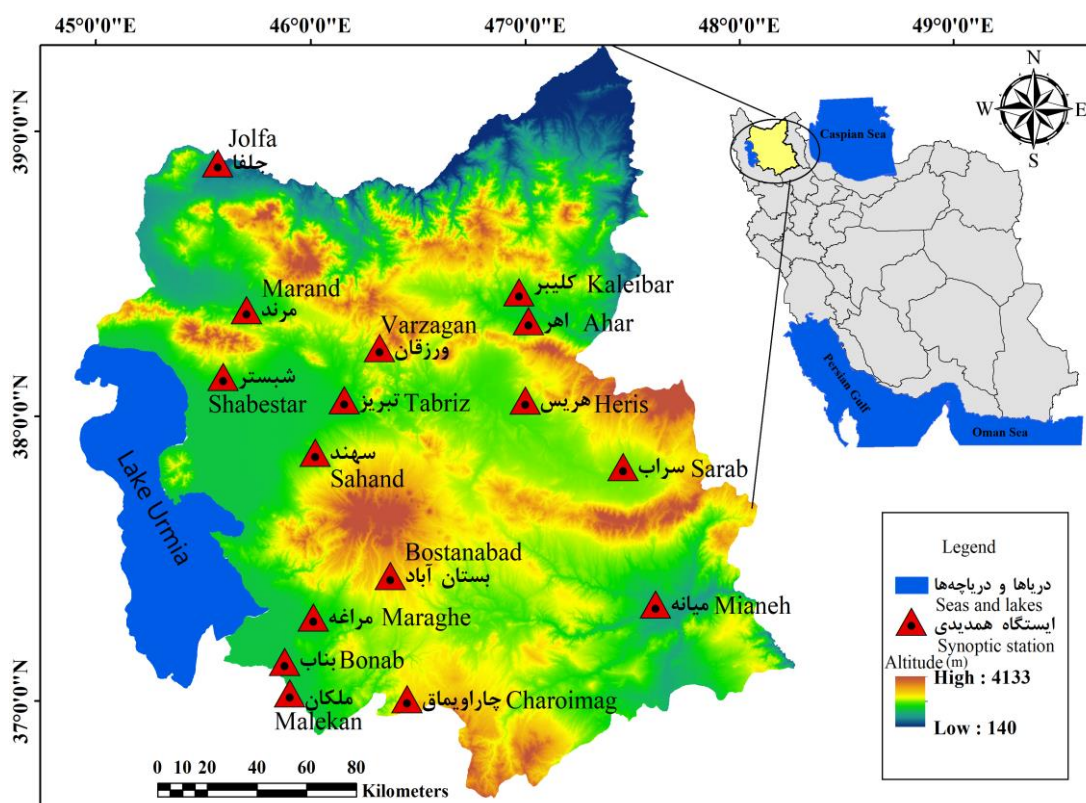 45°0'0"E
46°0'0"E
47°0'0"E
48°0'0"E
49°0'0"E
39°0'0"N
38°0'0"N
37°0'0"N
N
W
E
S
Caspian Sea
Persian Gulf
Oman Sea
Lake Urmia
Jolfa
جلفا
Marand
مرند
کلیبر Kaleibar
اهر Ahar
Varzagan
ورزقان
شبستر
Shabestar
تبریز Tabriz
هریس Heris
سهند
Sahand
سراب Sarab
Bostanabad
بستان آباد
میانه Mianeh
مراغه Maraghe
بناب Bonab
ملکان
Malekan
چاراویماق Charoimag
Legend
دریاها و دریاچه‌ها
Seas and lakes
ایستگاه همدیدی
Synoptic station
Altitude (m)
High : 4133
Low : 140
0 10 20 40 60 80
Kilometers